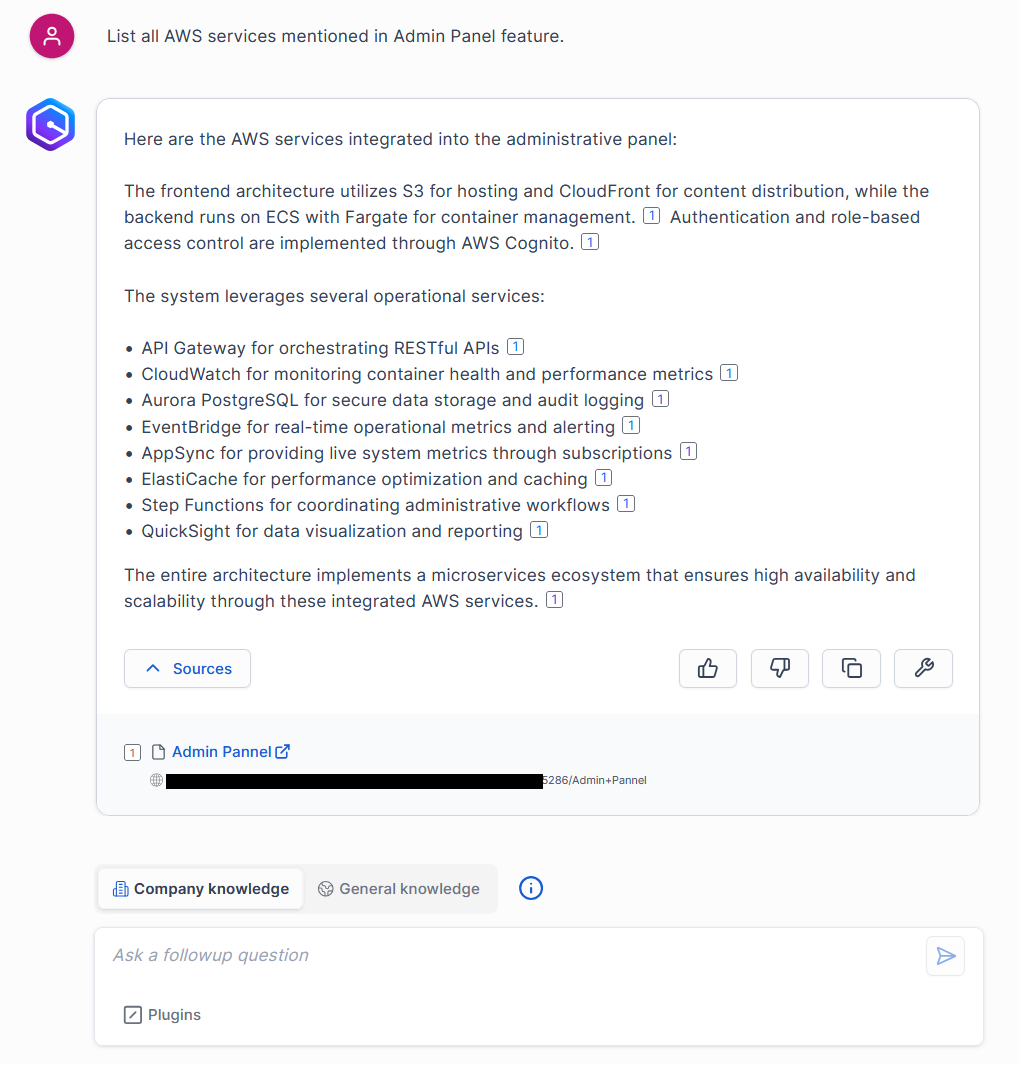 List all AWS services mentioned in Admin Panel feature.
Here are the AWS services integrated into the administrative panel:
The frontend architecture utilizes S3 for hosting and CloudFront for content distribution, while the
backend runs on ECS with Fargate for container management. 1 Authentication and role-based
access control are implemented through AWS Cognito. 1
The system leverages several operational services:
• API Gateway for orchestrating RESTful APIs 1
• CloudWatch for monitoring container health and performance metrics 1
• Aurora PostgreSQL for secure data storage and audit logging 1
• EventBridge for real-time operational metrics and alerting 1
• AppSync for providing live system metrics through subscriptions 1
• ElastiCache for performance optimization and caching 1
• Step Functions for coordinating administrative workflows 1
• QuickSight for data visualization and reporting 1
The entire architecture implements a microservices ecosystem that ensures high availability and
scalability through these integrated AWS services. 1
Sources
1 Admin Pannel
5286/Admin+Pannel
Company knowledge General knowledge
Ask a followup question
Plugins